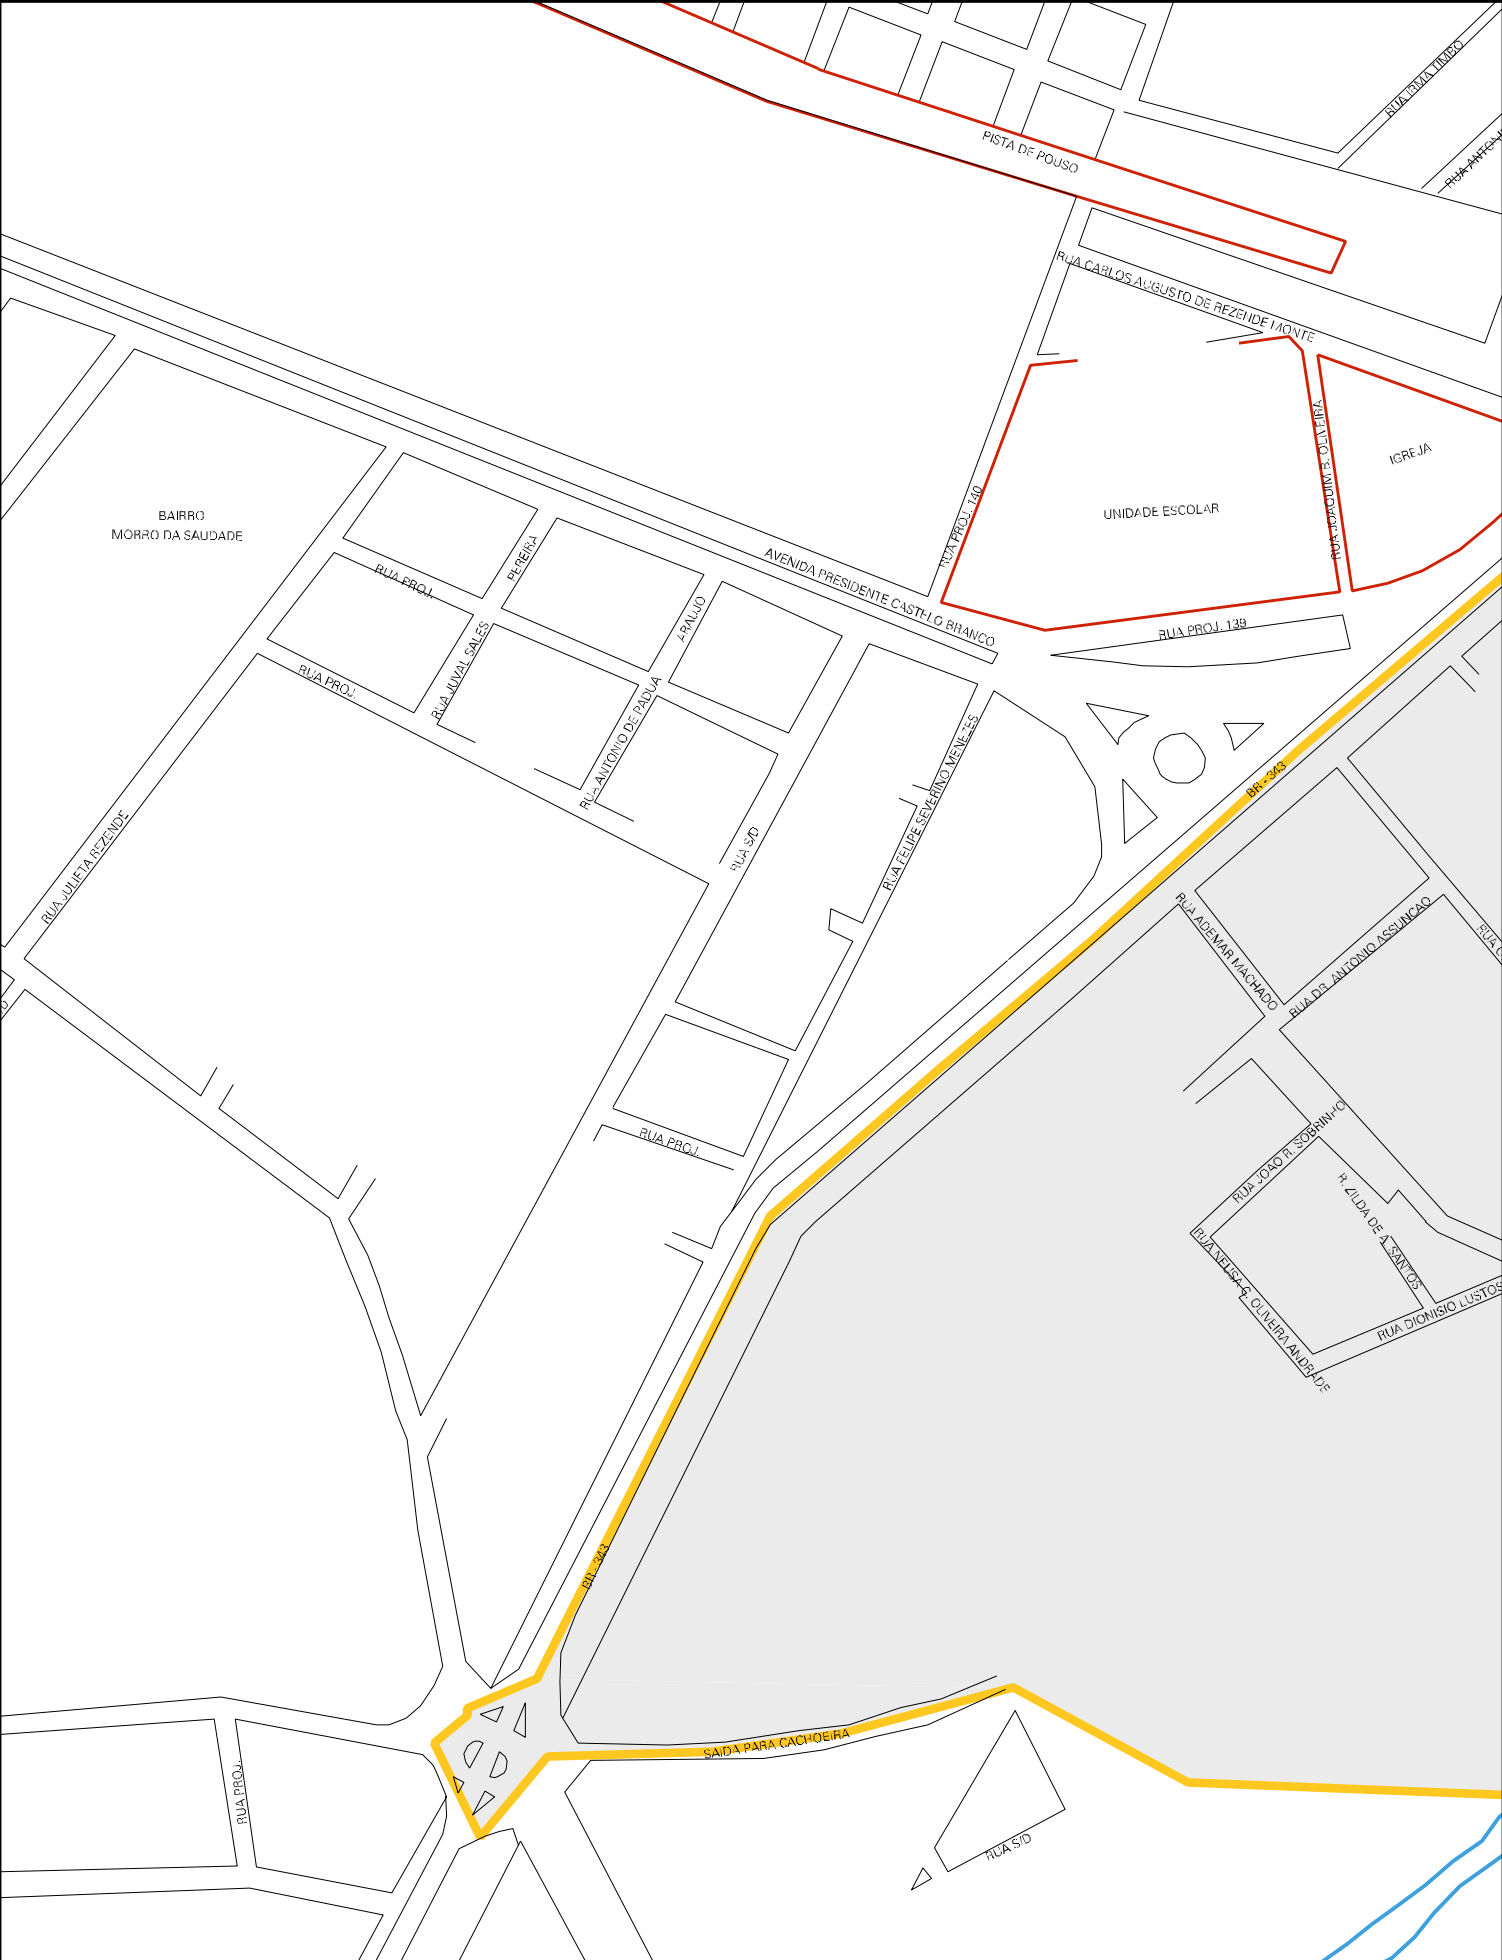 RUA IRMA TIMBO
PISTA DE POUSO
RUA CARLOS AUGUSTO DE REZENDE MONTE
RUA JOAQUIM B. OLIVEIRA
IGREJA
UNIDADE ESCOLAR
RUA PROJ. 140
BAIRRO
MORRO DA SAUDADE
AVENIDA PRESIDENTE CASTELO BRANCO
RUA PROJ.
PEREIRA
ARAUJO
RUA PROJ. 139
RUA PROJ.
RUA JUVAL SALES
RUA ANTONIO DE PADUA
RUA FELIPE SEVERINO MENEZES
BR - 343
RUA S/D
RUA JULIETA REZENDE
RUA ADEMAR MACHADO
RUA DR. ANTONIO ASSUNCAO
RUA
RUA PROJ.
RUA JOAO R. SOBRINHO
R. ZILDA DE A. SANTOS
RUA NEUSA G. OLIVEIRA ANDRADE
RUA DIONISIO LUSTOS
BR - 343
SAIDA PARA CACHOEIRA
RUA PROJ.
RUA S/D